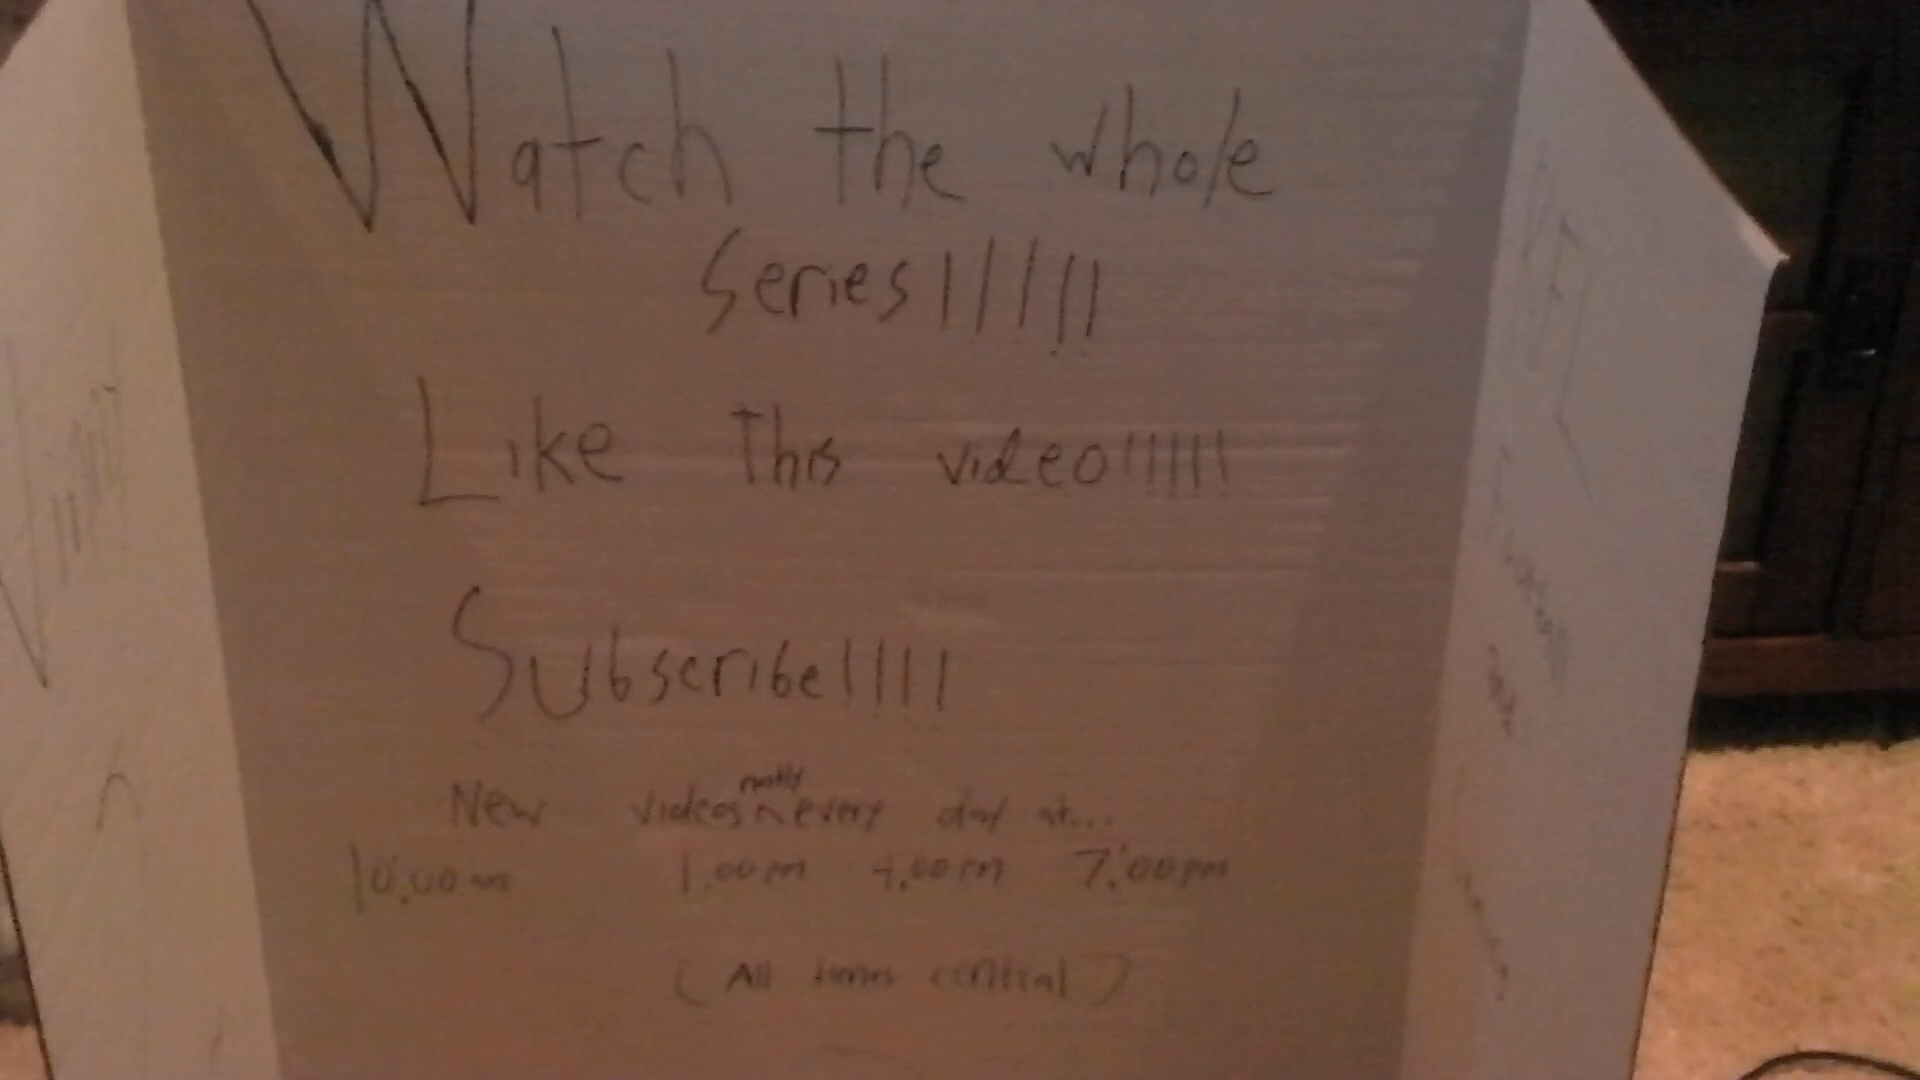 Watch the whole
series!!!!!!
Like this video!!!!!!
Subscribe!!!!
New videos mostly every day at...
10:00am 1:00pm 4:00pm 7:00pm
(All times central)